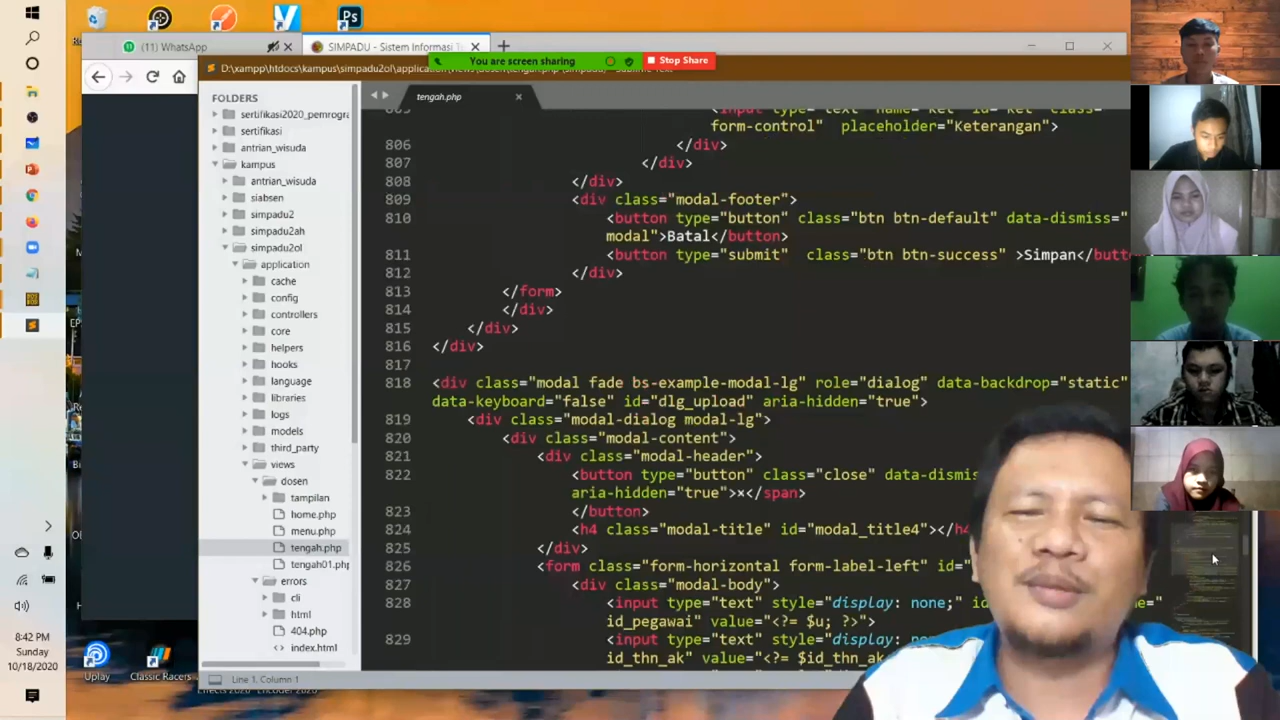 Ps
(11) WhatsApp
SIMPADU - Sistem Informasi T
You are screen sharing
Stop Share
D:\xampp\htdocs\kampus\simpadu2ol\application
FOLDERS
sertifikasi2020_pemrogra
sertifikasi
antrian_wisuda
kampus
antrian_wisuda
siabsen
simpadu2
simpadu2ah
simpadu2ol
application
cache
config
controllers
core
helpers
hooks
language
libraries
logs
models
third_party
views
dosen
tampilan
home.php
menu.php
tengah.php
tengah01.php
errors
cli
html
404.php
index.html
tengah.php
form-control" placeholder="Keterangan">
806 </div>
807 </div>
808 </div>
809 <div class="modal-footer">
810 <button type="button" class="btn btn-default" data-dismiss="
modal">Batal</button>
811 <button type="submit" class="btn btn-success" >Simpan</butto
812 </div>
813 </form>
814 </div>
815 </div>
816 </div>
817
818 <div class="modal fade bs-example-modal-lg" role="dialog" data-backdrop="static"
data-keyboard="false" id="dlg_upload" aria-hidden="true">
819 <div class="modal-dialog modal-lg">
820 <div class="modal-content">
821 <div class="modal-header">
822 <button type="button" class="close" data-dismis
aria-hidden="true">×</span>
823 </button>
824 <h4 class="modal-title" id="modal_title4"></h4
825 </div>
826 <form class="form-horizontal form-label-left" id="
827 <div class="modal-body">
828 <input type="text" style="display: none;" id
id_pegawai" value="<?= $u; ?>">
829 <input type="text" style="display: no
id_thn_ak" value="<?= $id_thn_ak
Line 1, Column 1
8:42 PM
Sunday
10/18/2020
Uplay
Classic Racers